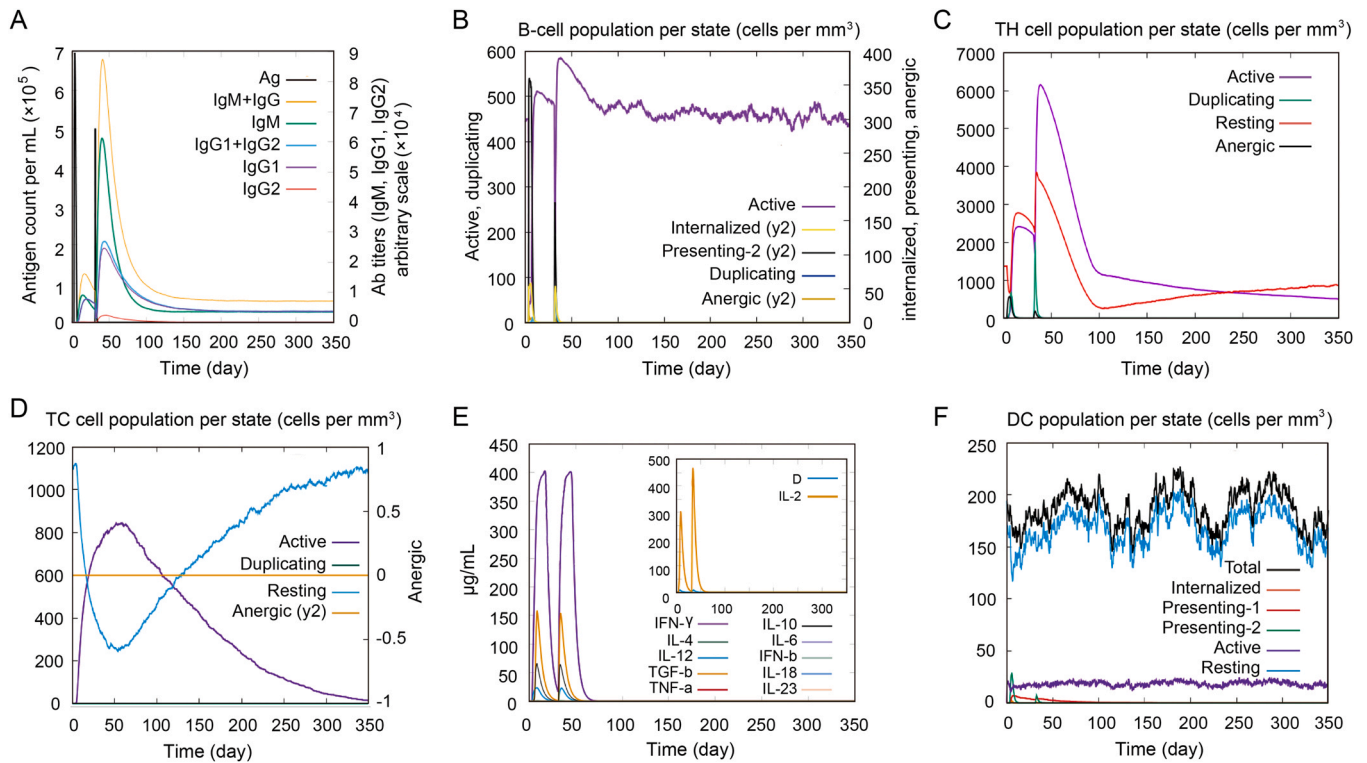 A
Antigen count per mL (×10⁵)
7
6
5
4
3
2
1
0
Ag
IgM+IgG
IgM
IgG1+IgG2
IgG1
IgG2
9
8
7
6
5
4
3
2
1
0
Ab titers (IgM, IgG1, IgG2)
arbitrary scale (×10⁴)
0 50 100 150 200 250 300 350
Time (day)
B
B-cell population per state (cells per mm³)
Active, duplicating
600
500
400
300
200
100
0
Active
Internalized (y2)
Presenting-2 (y2)
Duplicating
Anergic (y2)
400
350
300
250
200
150
100
50
0
internalized, presenting, anergic
0 50 100 150 200 250 300 350
Time (day)
C
TH cell population per state (cells per mm³)
7000
6000
5000
4000
3000
2000
1000
0
Active
Duplicating
Resting
Anergic
0 50 100 150 200 250 300 350
Time (day)
D
TC cell population per state (cells per mm³)
1200
1000
800
600
400
200
0
Active
Duplicating
Resting
Anergic (y2)
1
0.5
0
−0.5
−1
Anergic
0 50 100 150 200 250 300 350
Time (day)
E
µg/mL
450
400
350
300
250
200
150
100
50
0
500
400
300
200
100
0
D
IL-2
0 50 100 150 200 250 300
IFN-Y
IL-4
IL-12
TGF-b
TNF-a
IL-10
IL-6
IFN-b
IL-18
IL-23
0 50 100 150 200 250 300 350
Time (day)
F
DC population per state (cells per mm³)
250
200
150
100
50
0
Total
Internalized
Presenting-1
Presenting-2
Active
Resting
0 50 100 150 200 250 300 350
Time (day)